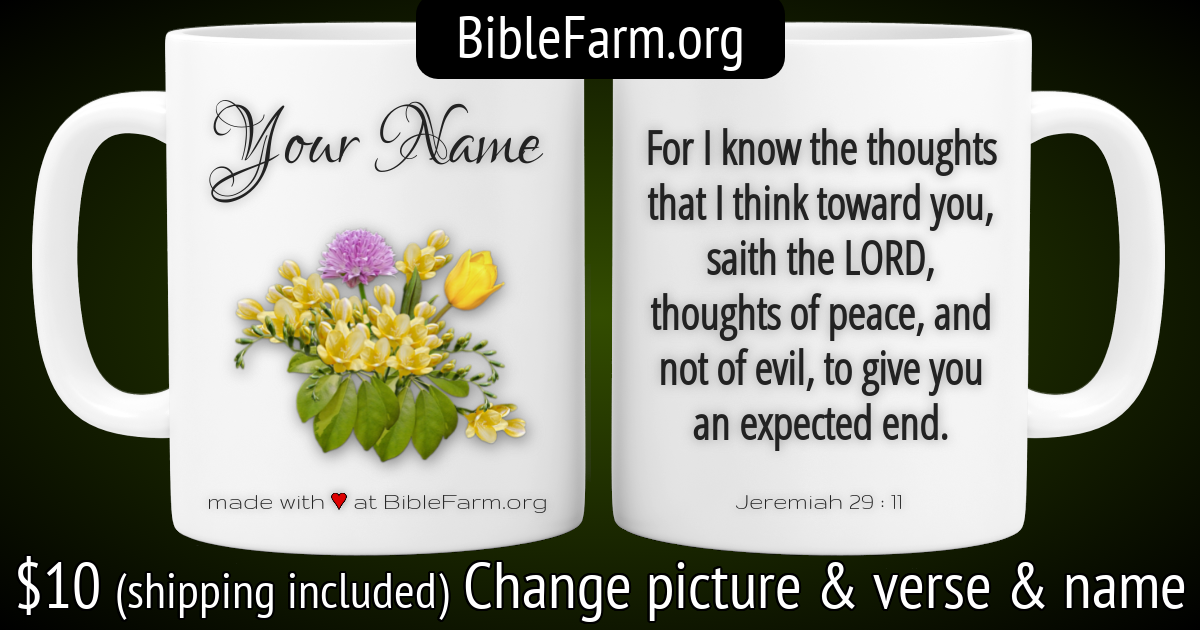 BibleFarm.org
Your Name
made with ♥ at BibleFarm.org
For I know the thoughts
that I think toward you,
saith the LORD,
thoughts of peace, and
not of evil, to give you
an expected end.
Jeremiah 29 : 11
$10 (shipping included) Change picture & verse & name